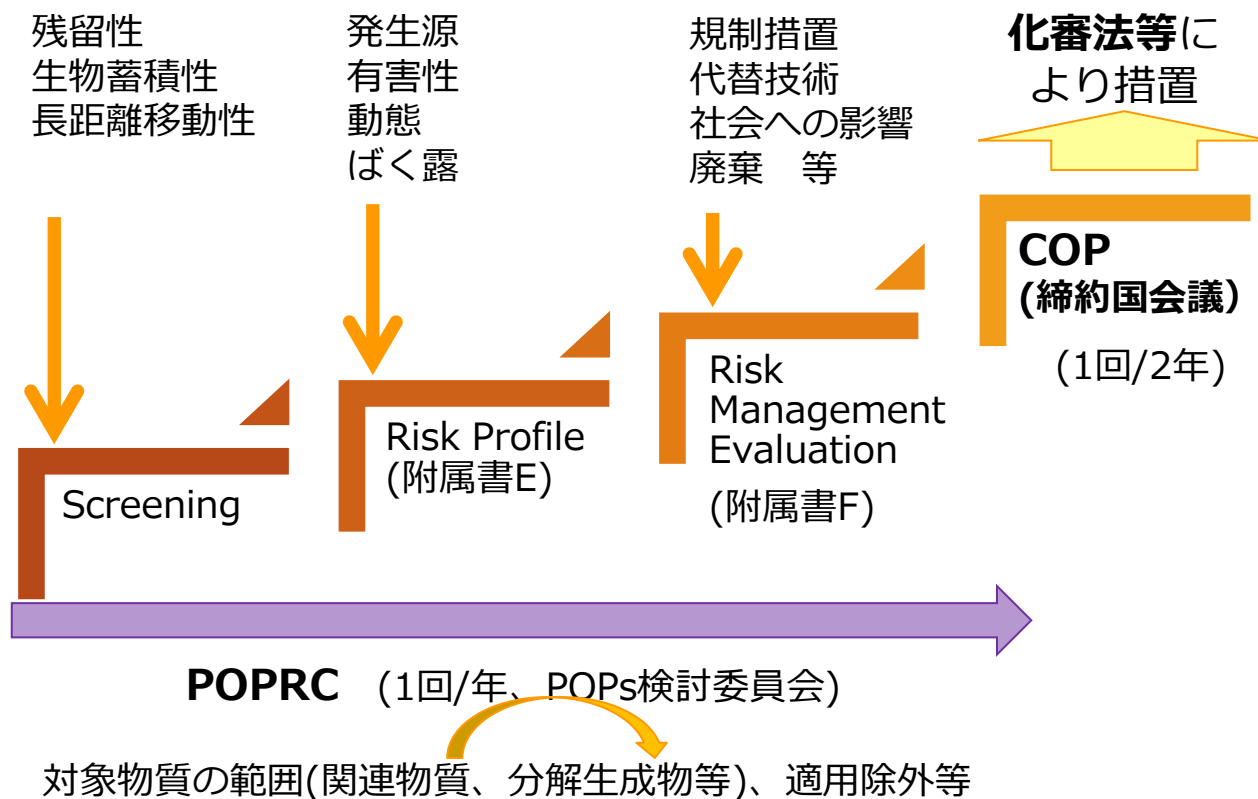 残留性
生物蓄積性
長距離移動性
発生源
有害性
動態
ばく露
規制措置
代替技術
社会への影響
廃棄　等
化審法等に
より措置
Screening
Risk Profile
(附属書E)
Risk
Management
Evaluation
(附属書F)
COP
(締約国会議）
(1回/2年)
POPRC　(1回/年、POPs検討委員会)
対象物質の範囲(関連物質、分解生成物等)、適用除外等